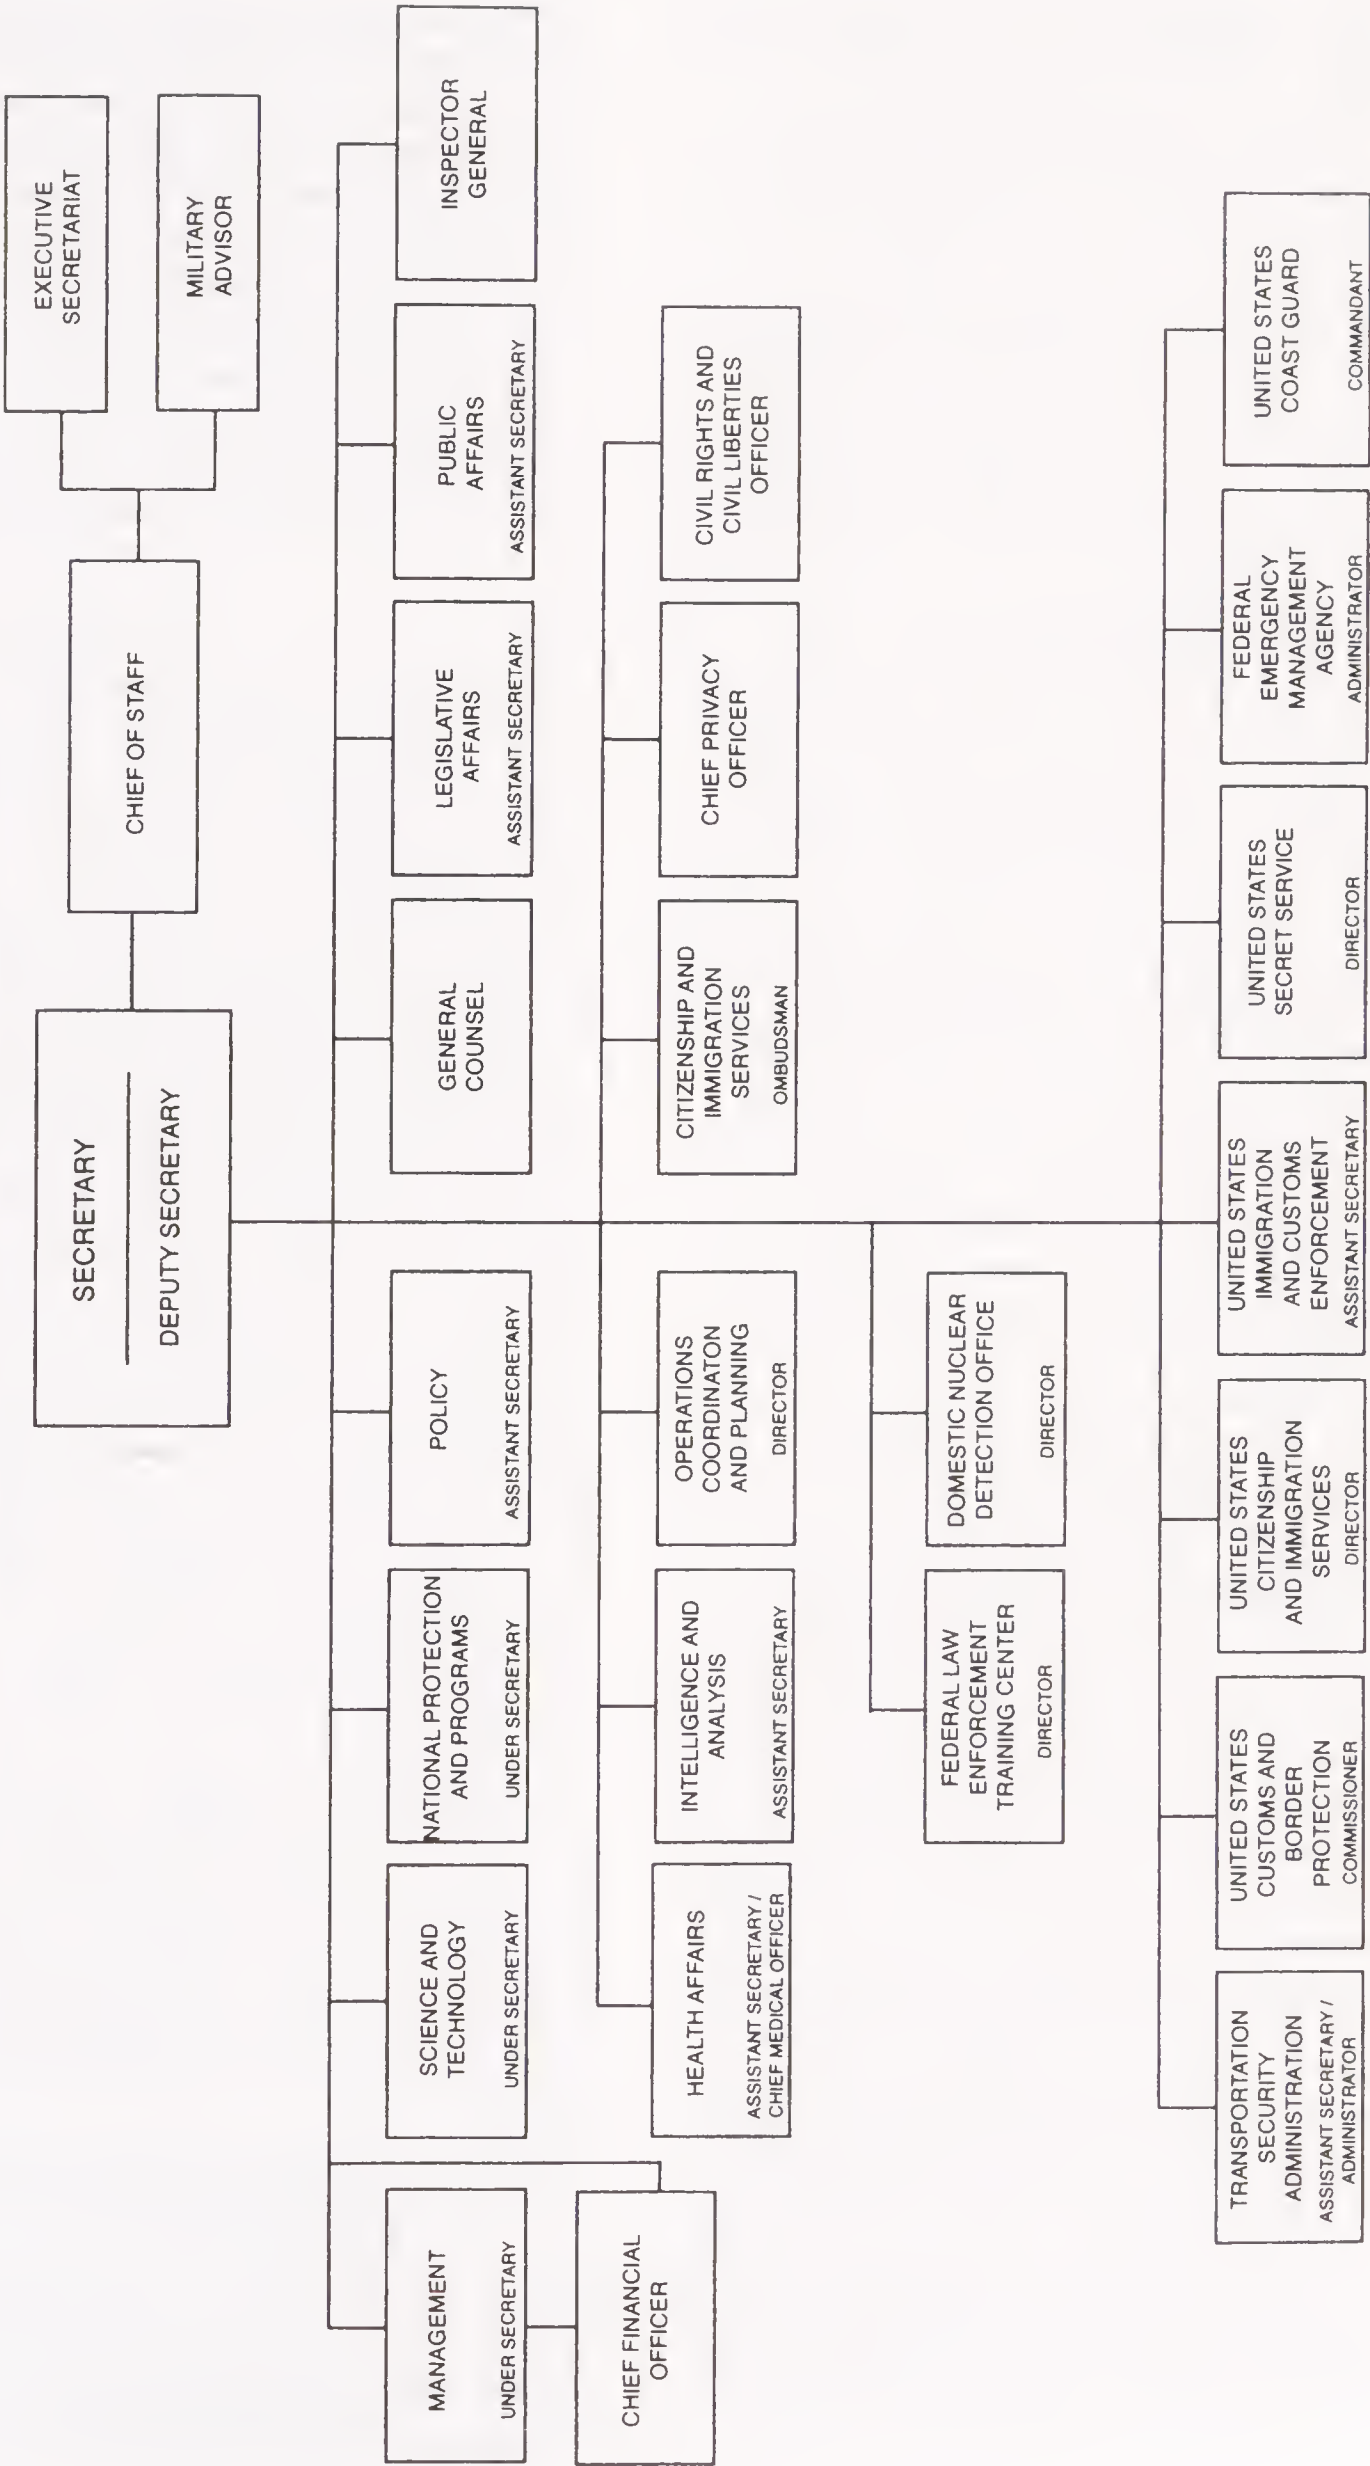 EXECUTIVE
SECRETARIAT
MILITARY
ADVISOR
CHIEF OF STAFF
SECRETARY
DEPUTY SECRETARY
MANAGEMENT
UNDER SECRETARY
CHIEF FINANCIAL
OFFICER
SCIENCE AND
TECHNOLOGY
UNDER SECRETARY
NATIONAL PROTECTION
AND PROGRAMS
UNDER SECRETARY
POLICY
ASSISTANT SECRETARY
GENERAL
COUNSEL
LEGISLATIVE
AFFAIRS
ASSISTANT SECRETARY
PUBLIC
AFFAIRS
ASSISTANT SECRETARY
INSPECTOR
GENERAL
HEALTH AFFAIRS
ASSISTANT SECRETARY /
CHIEF MEDICAL OFFICER
INTELLIGENCE AND
ANALYSIS
ASSISTANT SECRETARY
OPERATIONS
COORDINATON
AND PLANNING
DIRECTOR
CITIZENSHIP AND
IMMIGRATION
SERVICES
OMBUDSMAN
CHIEF PRIVACY
OFFICER
CIVIL RIGHTS AND
CIVIL LIBERTIES
OFFICER
FEDERAL LAW
ENFORCEMENT
TRAINING CENTER
DIRECTOR
DOMESTIC NUCLEAR
DETECTION OFFICE
DIRECTOR
TRANSPORTATION
SECURITY
ADMINISTRATION
ASSISTANT SECRETARY /
ADMINISTRATOR
UNITED STATES
CUSTOMS AND
BORDER
PROTECTION
COMMISSIONER
UNITED STATES
CITIZENSHIP
AND IMMIGRATION
SERVICES
DIRECTOR
UNITED STATES
IMMIGRATION
AND CUSTOMS
ENFORCEMENT
ASSISTANT SECRETARY
UNITED STATES
SECRET SERVICE
DIRECTOR
FEDERAL
EMERGENCY
MANAGEMENT
AGENCY
ADMINISTRATOR
UNITED STATES
COAST GUARD
COMMANDANT